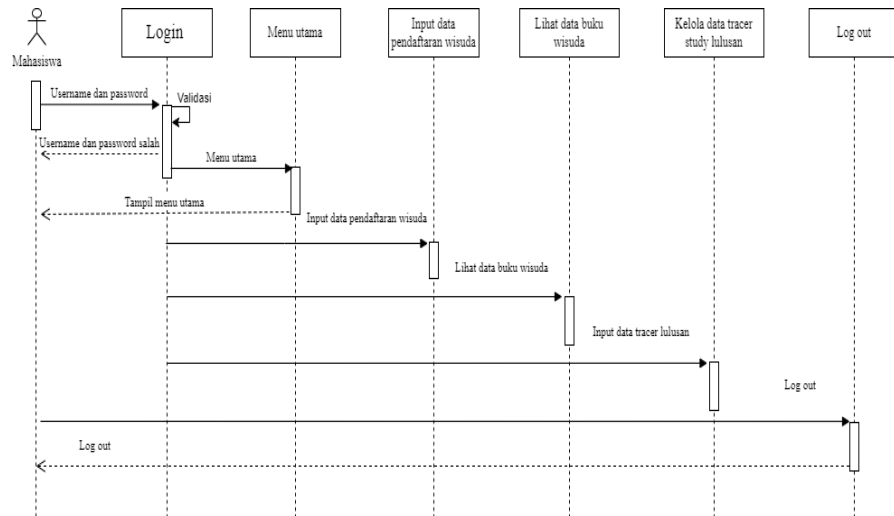 Mahasiswa
Login
Menu utama
Input data
pendaftaran wisuda
Lihat data buku
wisuda
Kelola data tracer
study lulusan
Log out
Username dan password
Validasi
Username dan password salah
Menu utama
Tampil menu utama
Input data pendaftaran wisuda
Lihat data buku wisuda
Input data tracer lulusan
Log out
Log out